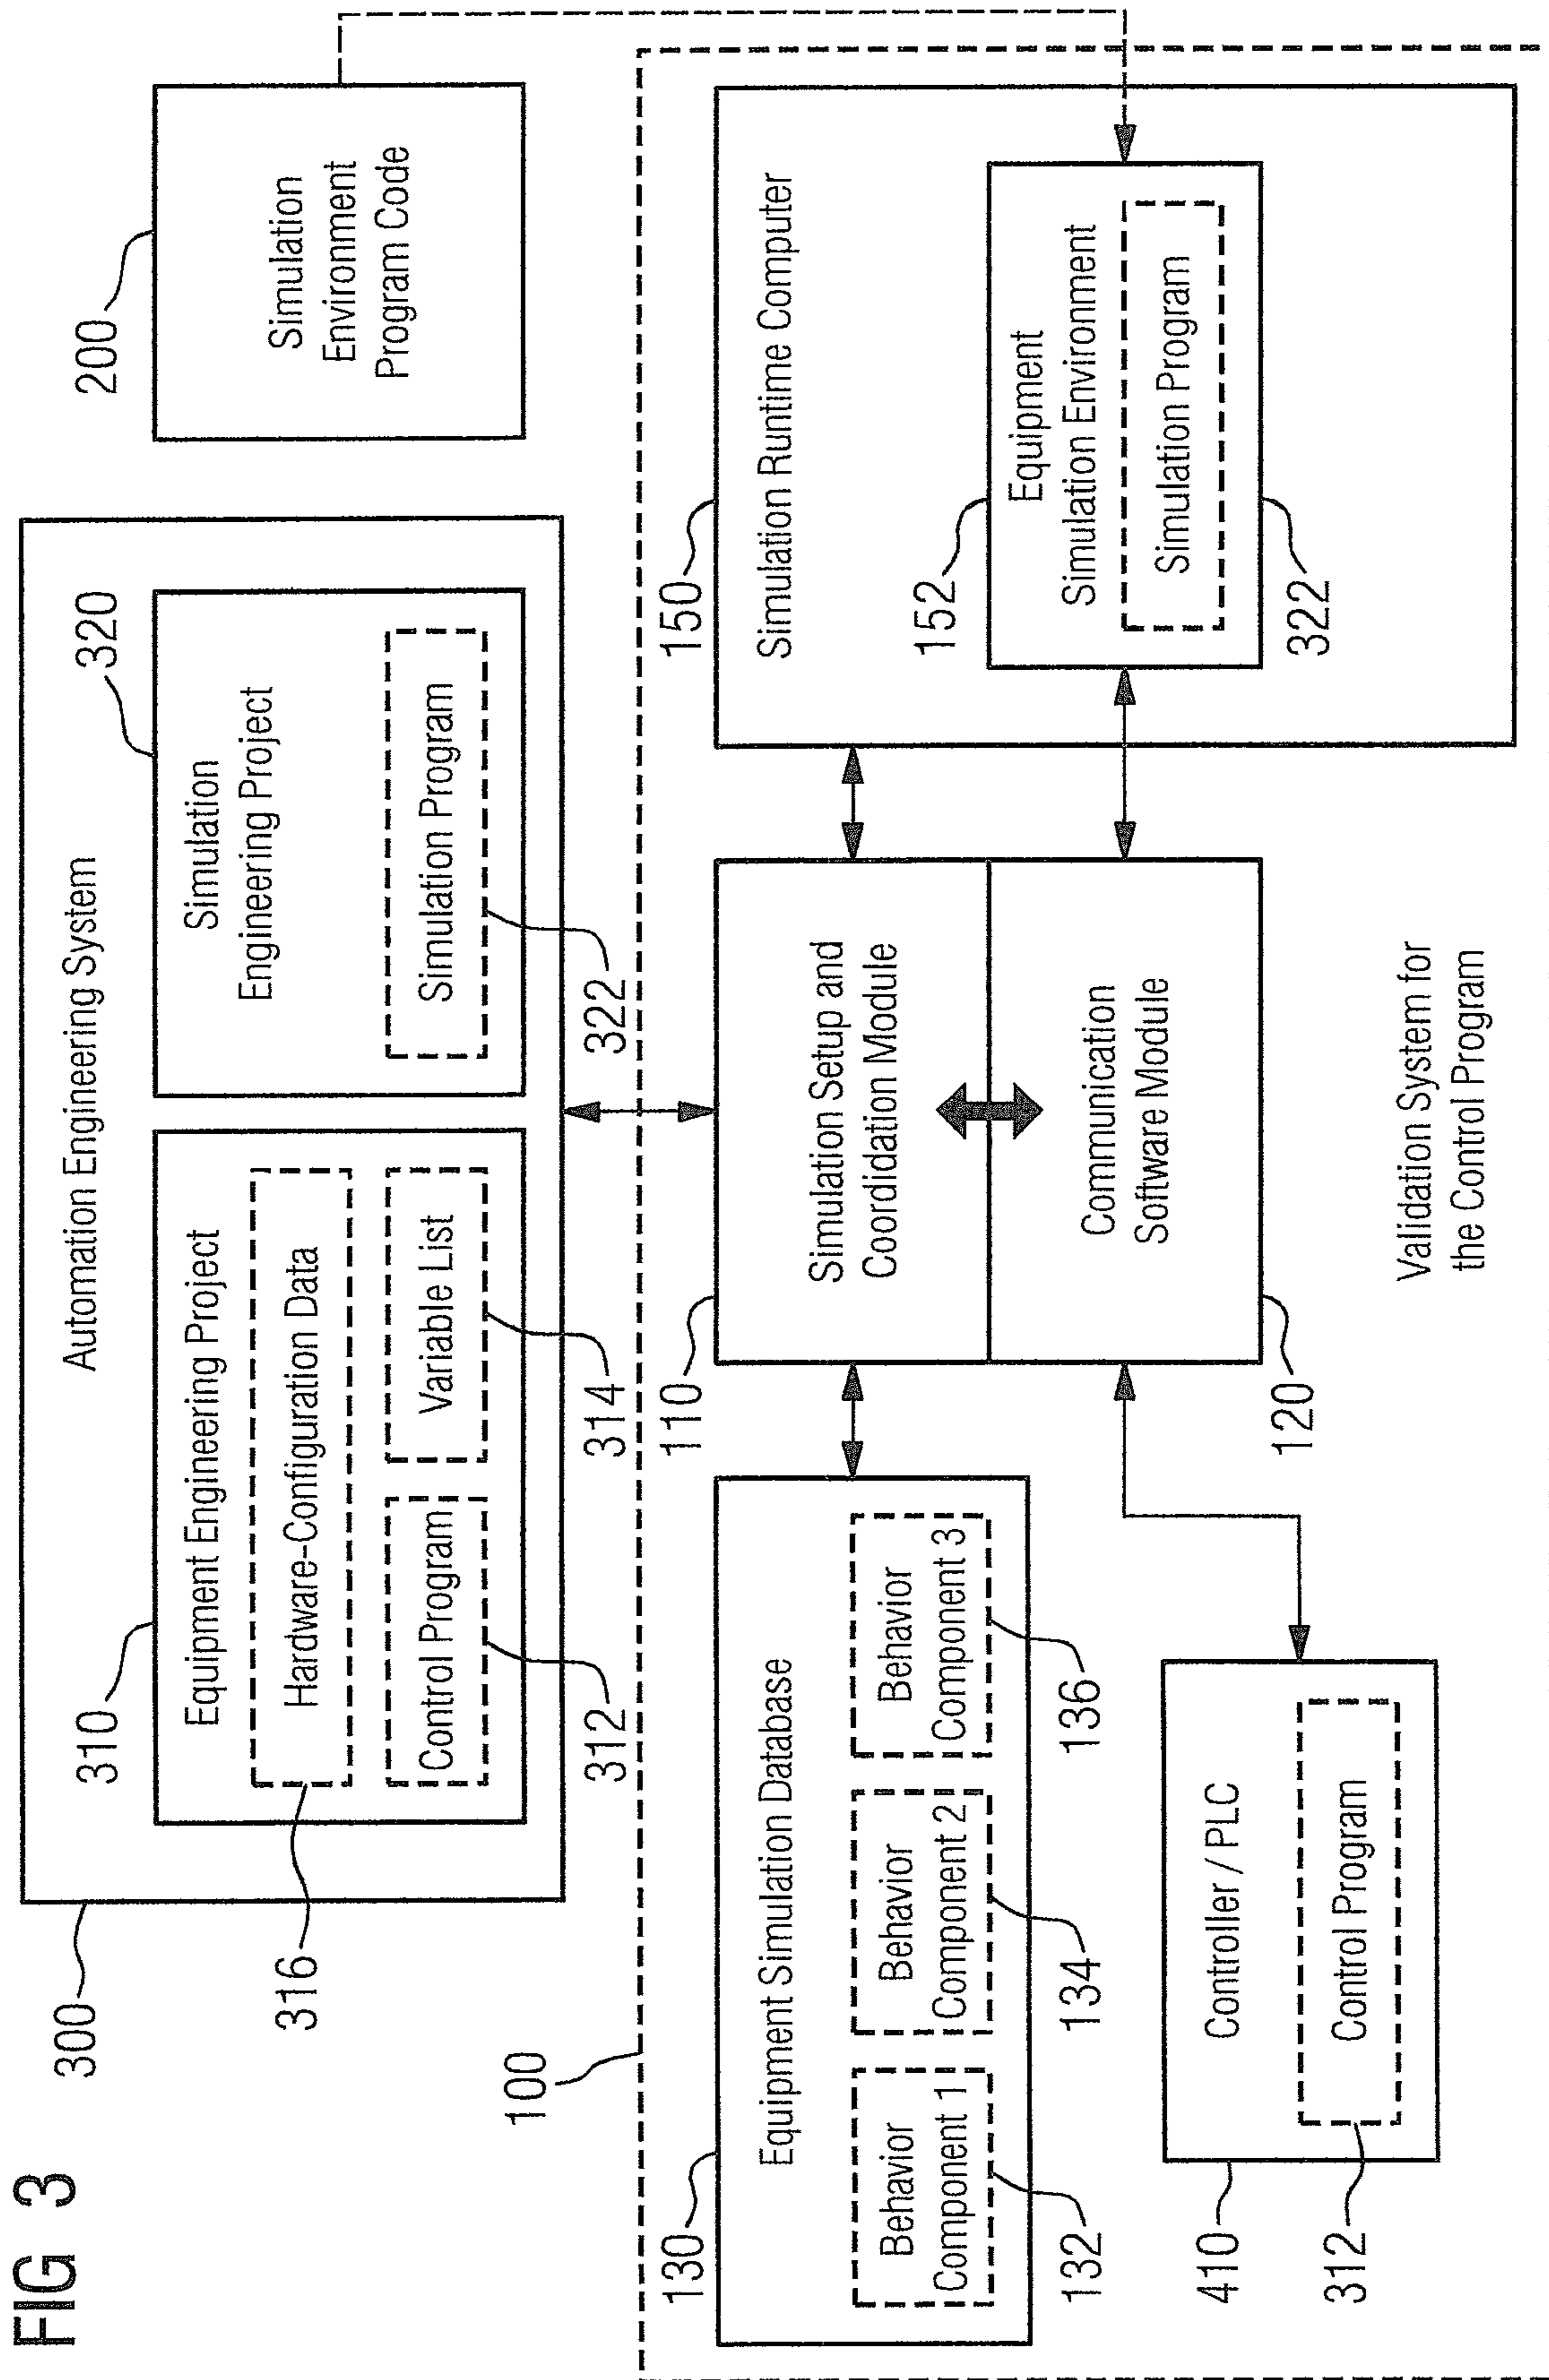 FIG 3
300
Automation Engineering System
310
Equipment Engineering Project
316
Hardware-Configuration Data
Control Program
312
Variable List
314
320
Simulation
Engineering Project
Simulation Program
322
200
Simulation
Environment
Program Code
100
130
Equipment Simulation Database
Behavior
Component 1
132
Behavior
Component 2
134
Behavior
Component 3
136
110
Simulation Setup and
Coordidation Module
Communication
Software Module
120
150
Simulation Runtime Computer
152
Equipment
Simulation Environment
Simulation Program
322
410
Controller / PLC
Control Program
312
Validation System for
the Control Program